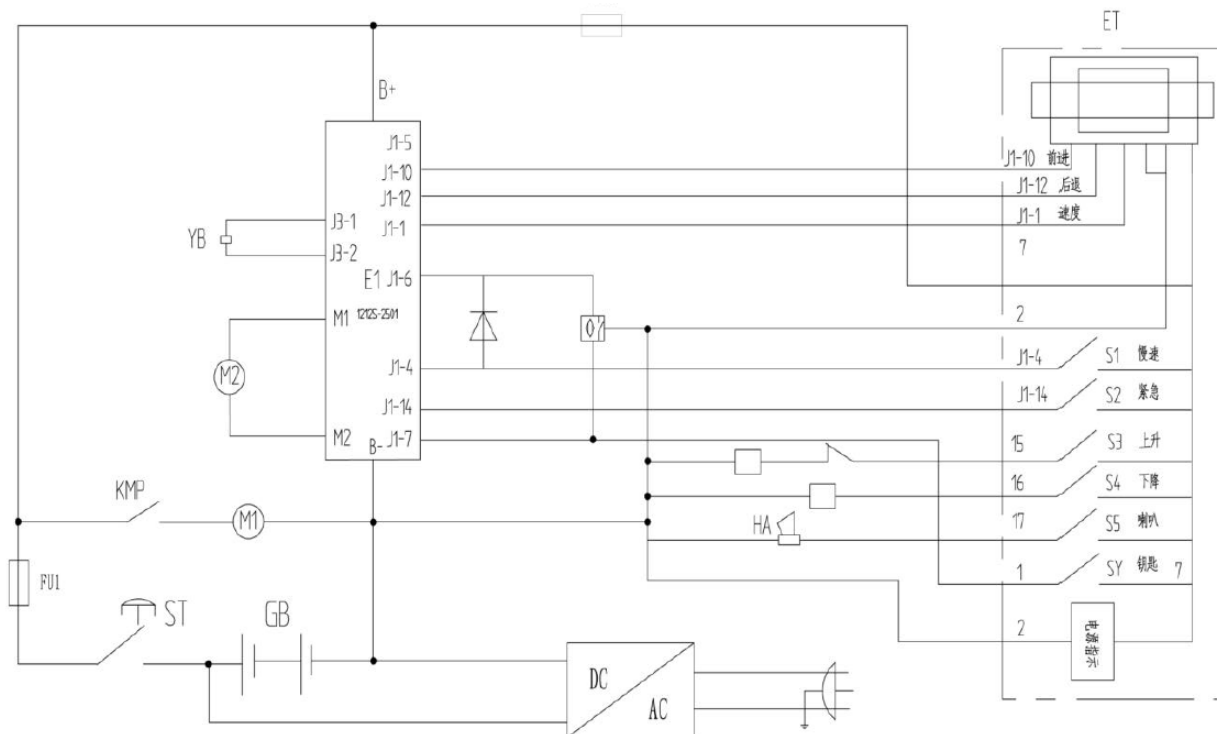 ET
B+
J1-5
J1-10
J1-10 前进
J1-12
J1-12 后退
J3-1
J1-1
J1-1 速度
YB
J3-2
7
E1
J1-6
M1
1212S-2501
07
2
M2
J1-4
J1-4
S1 慢速
J1-14
J1-14
S2 紧急
M2
B-
J1-7
15
S3 上升
KMP
16
S4 下降
M1
HA
17
S5 喇叭
FU1
1
SY 钥匙
7
ST
GB
2
电源指示
DC
AC